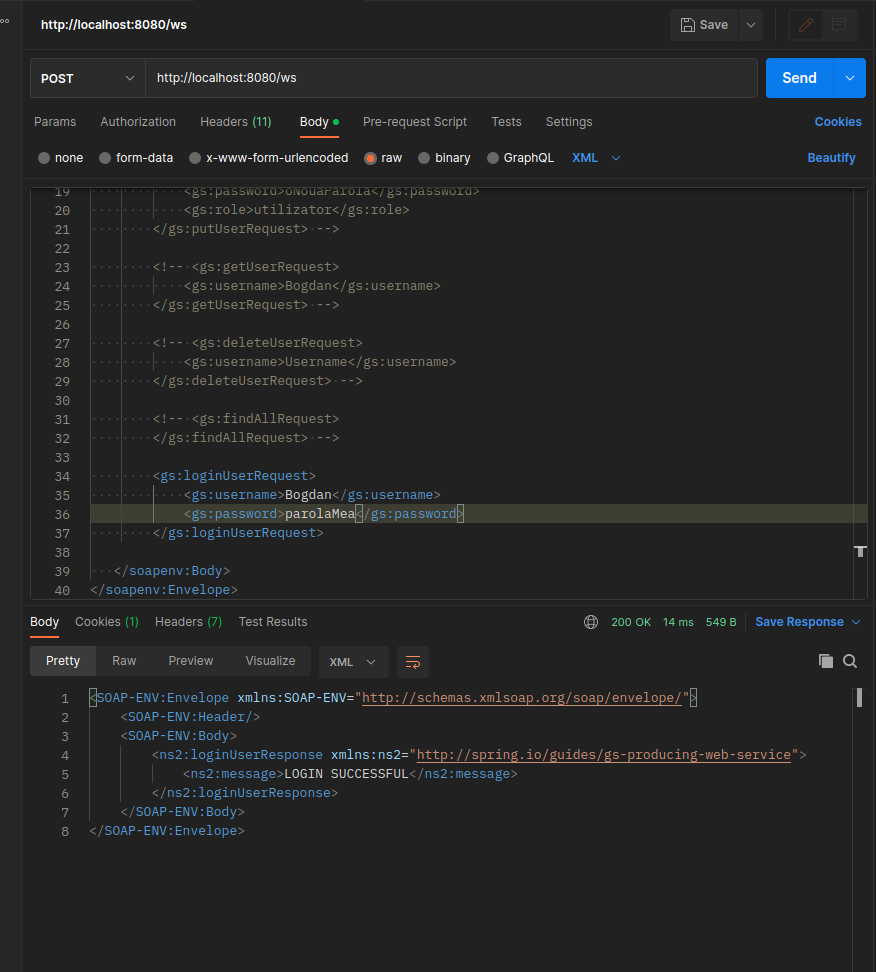 http://localhost:8080/ws
Save
POST
http://localhost:8080/ws
Send
Params Authorization Headers (11) Body Pre-request Script Tests Settings Cookies
none form-data x-www-form-urlencoded raw binary GraphQL XML Beautify
19 <gs:password>oNouaParola</gs:password>
20 <gs:role>utilizator</gs:role>
21 </gs:putUserRequest> -->
22
23 <!-- <gs:getUserRequest>
24 <gs:username>Bogdan</gs:username>
25 </gs:getUserRequest> -->
26
27 <!-- <gs:deleteUserRequest>
28 <gs:username>Username</gs:username>
29 </gs:deleteUserRequest> -->
30
31 <!-- <gs:findAllRequest>
32 </gs:findAllRequest> -->
33
34 <gs:loginUserRequest>
35 <gs:username>Bogdan</gs:username>
36 <gs:password>parolaMea</gs:password>
37 </gs:loginUserRequest>
38
39 </soapenv:Body>
40 </soapenv:Envelope>
Body Cookies (1) Headers (7) Test Results 200 OK 14 ms 549 B Save Response
Pretty Raw Preview Visualize XML
1 <SOAP-ENV:Envelope xmlns:SOAP-ENV="http://schemas.xmlsoap.org/soap/envelope/">
2 <SOAP-ENV:Header/>
3 <SOAP-ENV:Body>
4 <ns2:loginUserResponse xmlns:ns2="http://spring.io/guides/gs-producing-web-service">
5 <ns2:message>LOGIN SUCCESSFUL</ns2:message>
6 </ns2:loginUserResponse>
7 </SOAP-ENV:Body>
8 </SOAP-ENV:Envelope>